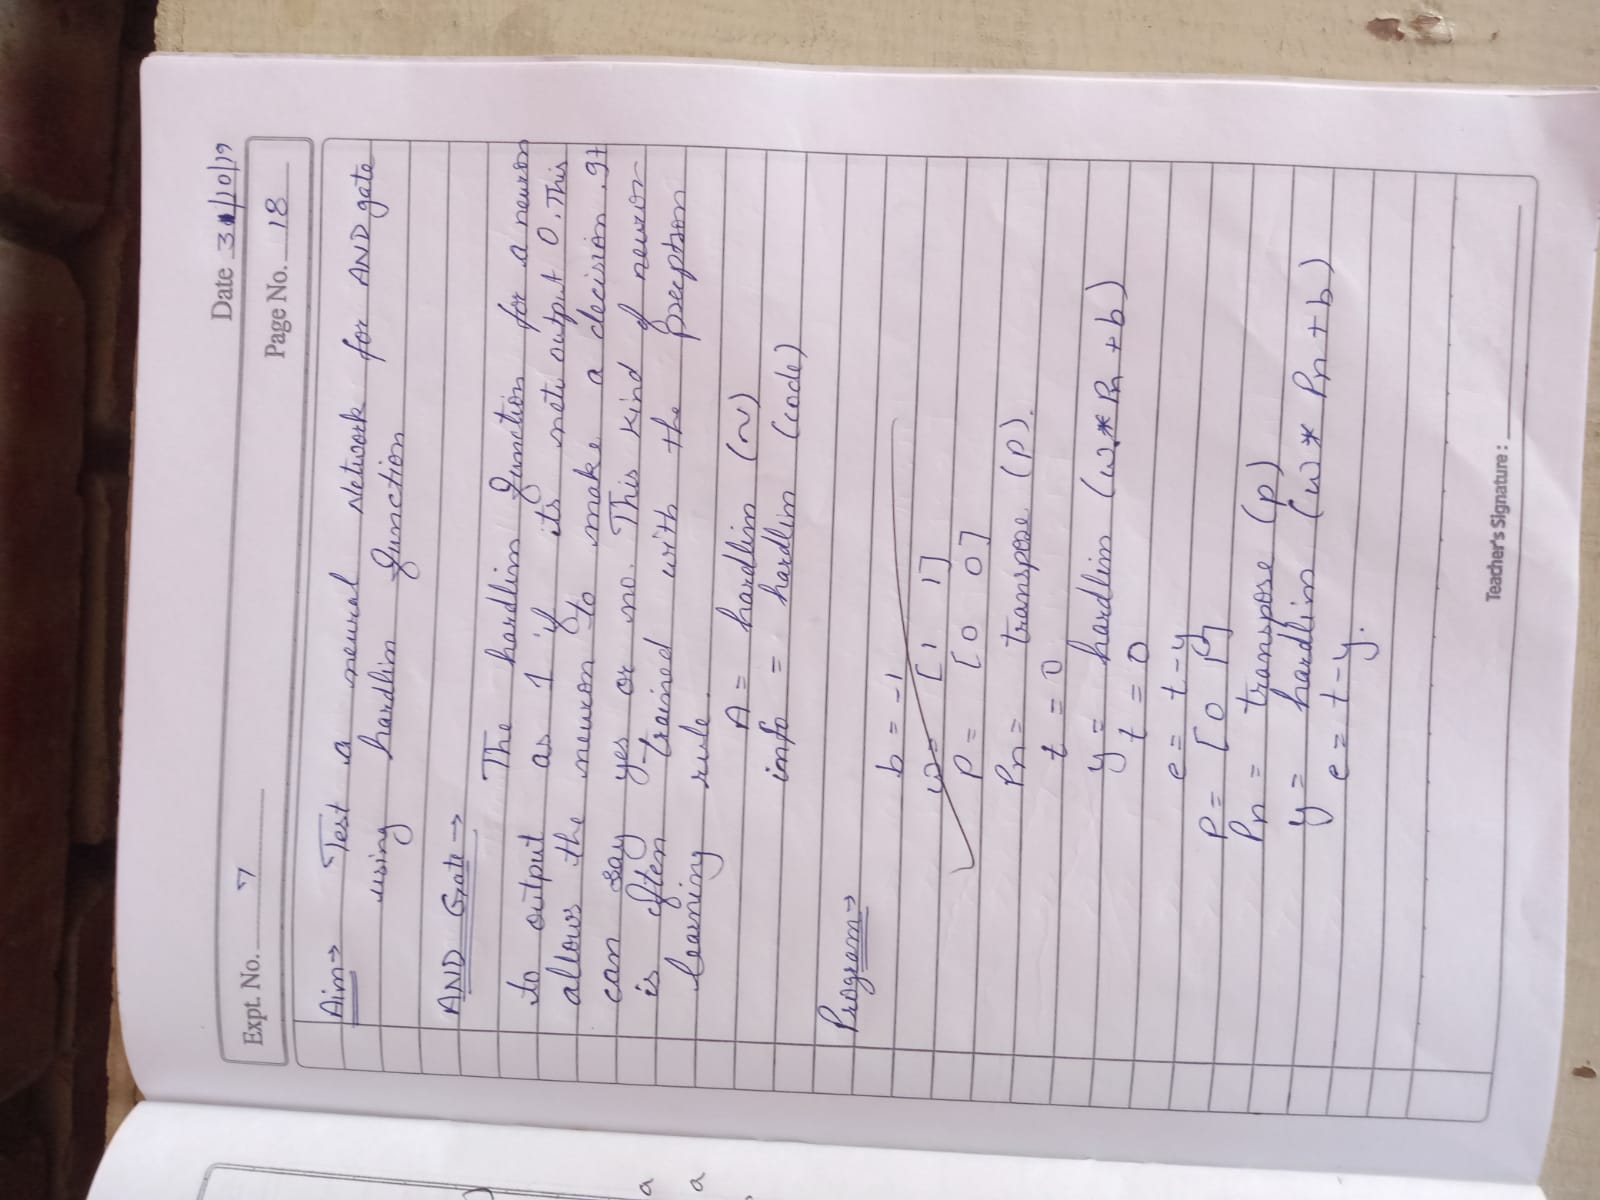 Date 31/10/19
Expt. No. 7
Page No. 18
Aim → Test a neural Network for AND gate
using hardlim function
AND Gate →
The hardlim function for a neuron
to output as 1 if its net output 0. This
allows the neuron to make a decision. It
can say yes or no. This kind of neuron
is often trained with the preception
learning rule.
A = hardlim (N)
info = hardlim (code)
Program →
b = -1
w = [1 1]
P = [0 0]
Pn = transpose (P).
t = 0
y = hardlim (w * Pn + b)
t = 0
e = t - y
P = [0 1]
Pn = transpose (p)
y = hardlim (w * Pn + b)
e = t - y.
Teacher's Signature :
a
a